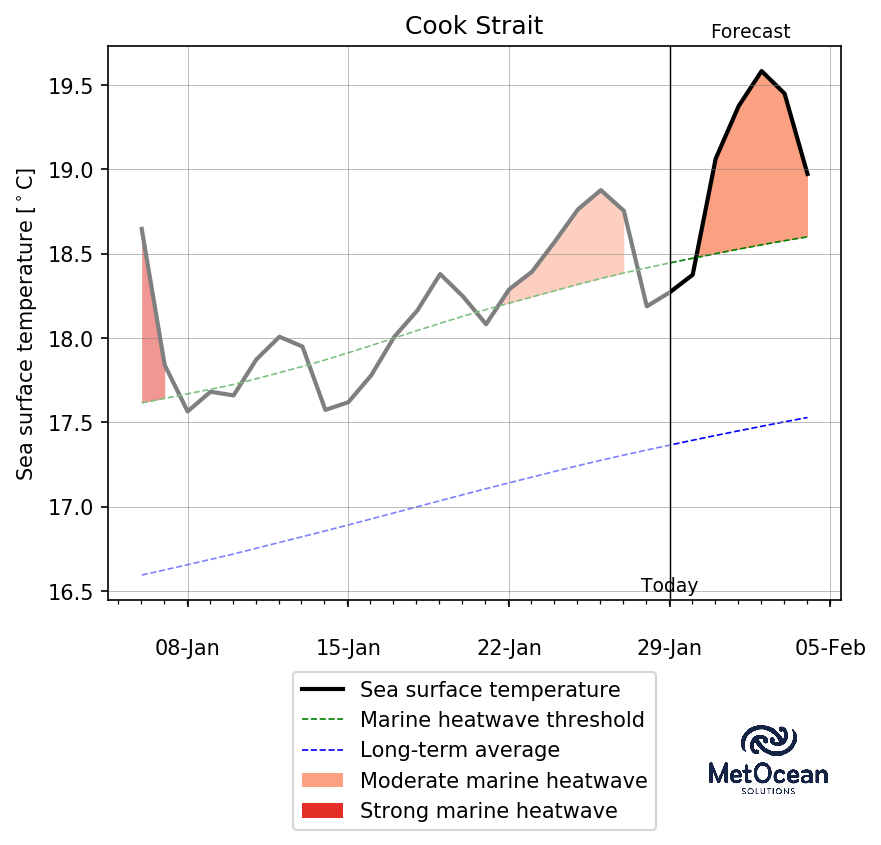 Cook Strait
Forecast
Sea surface temperature [°C]
19.5
19.0
18.5
18.0
17.5
17.0
16.5
Today
08-Jan
15-Jan
22-Jan
29-Jan
05-Feb
Sea surface temperature
Marine heatwave threshold
Long-term average
Moderate marine heatwave
Strong marine heatwave
MetOcean
SOLUTIONS